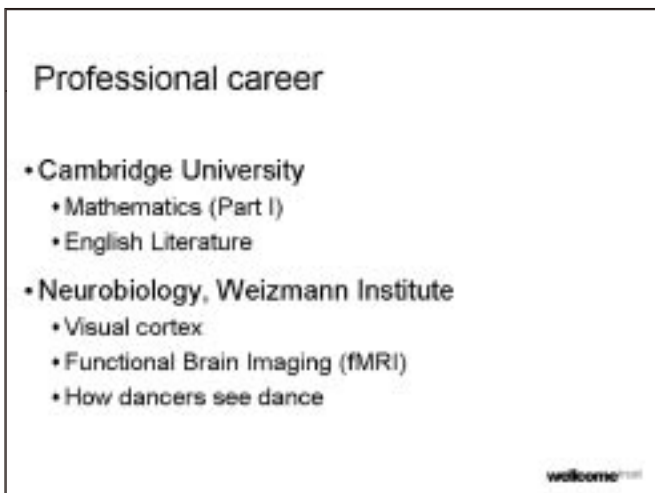 Professional career
• Cambridge University
• Mathematics (Part I)
• English Literature
• Neurobiology, Weizmann Institute
• Visual cortex
• Functional Brain Imaging (fMRI)
• How dancers see dance
wellcometrust